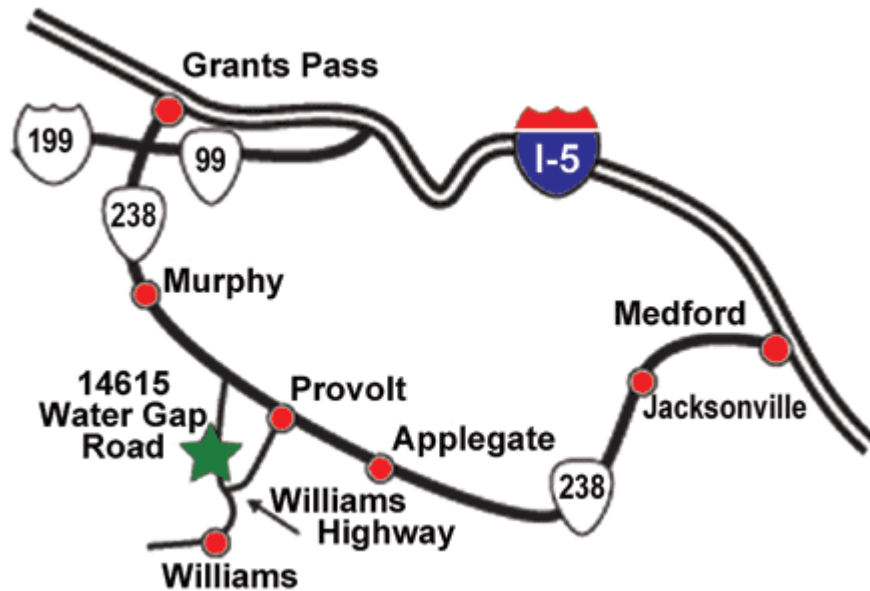 Grants Pass
199
99
I-5
238
Murphy
Medford
14615
Water Gap
Road
Provolt
Jacksonville
Applegate
238
Williams
Highway
Williams